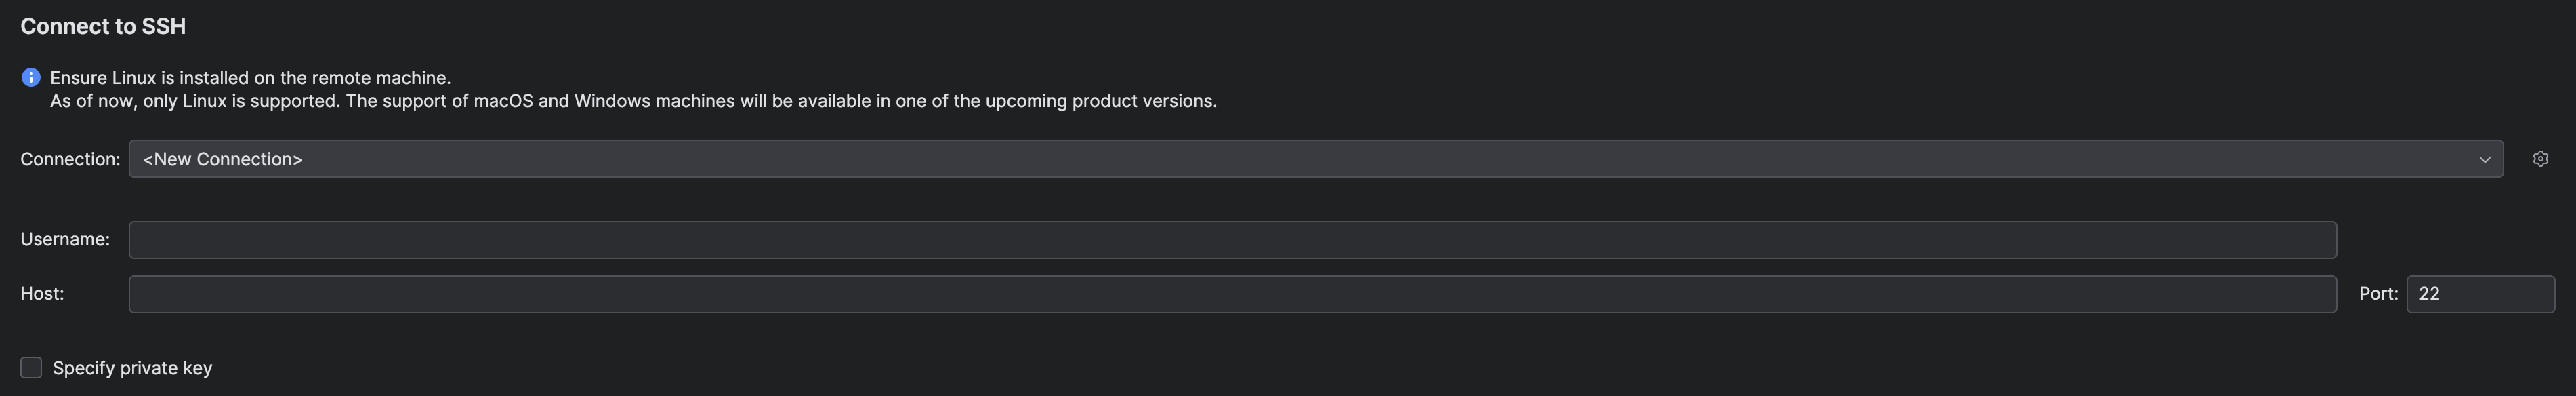 Connect to SSH
Ensure Linux is installed on the remote machine.
As of now, only Linux is supported. The support of macOS and Windows machines will be available in one of the upcoming product versions.
Connection: <New Connection>
Username:
Host: Port: 22
Specify private key